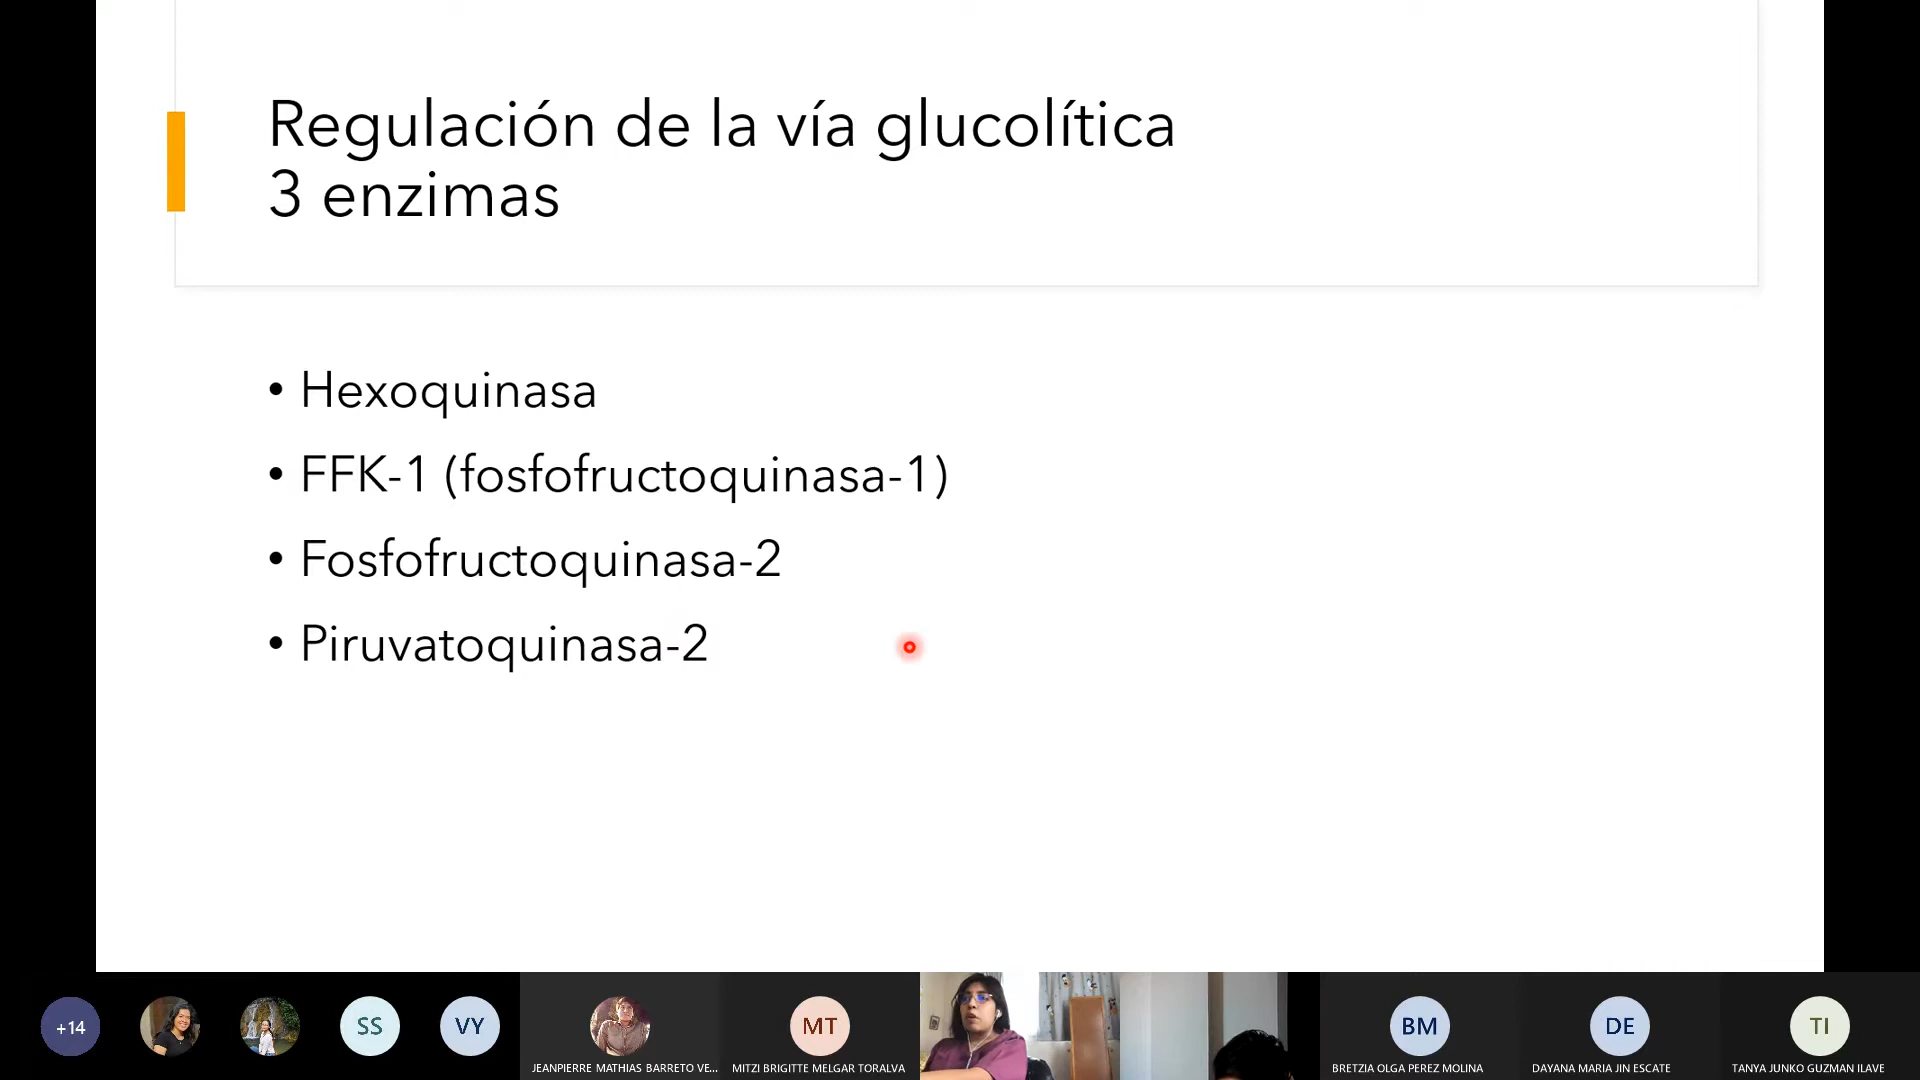 Regulación de la vía glucolítica
3 enzimas
• Hexoquinasa
• FFK-1 (fosfofructoquinasa-1)
• Fosfofructoquinasa-2
• Piruvatoquinasa-2
+14
SS
VY
JEANPIERRE MATHIAS BARRETO VE...
MT
MITZI BRIGITTE MELGAR TORALVA
BM
BRETZIA OLGA PEREZ MOLINA
DE
DAYANA MARIA JIN ESCATE
TI
TANYA JUNKO GUZMAN ILAVE